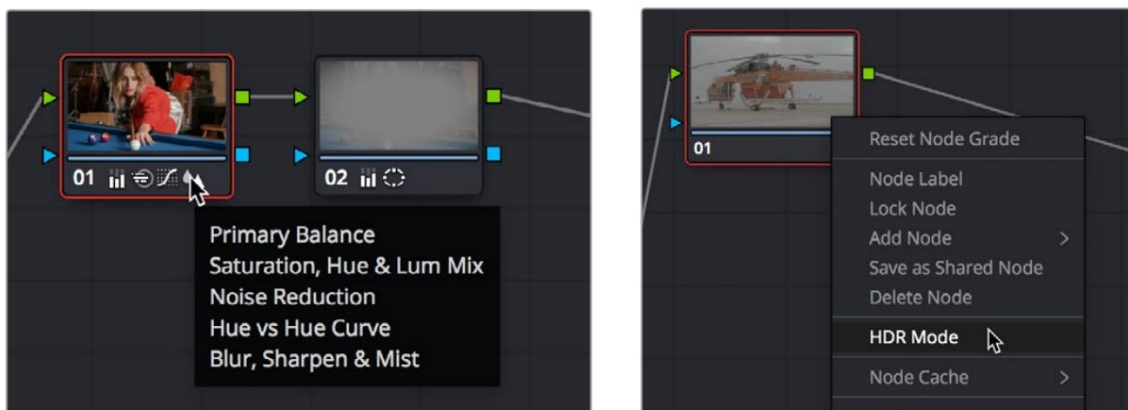 01
02
Primary Balance
Saturation, Hue & Lum Mix
Noise Reduction
Hue vs Hue Curve
Blur, Sharpen & Mist
01
Reset Node Grade
Node Label
Lock Node
Add Node
Save as Shared Node
Delete Node
HDR Mode
Node Cache